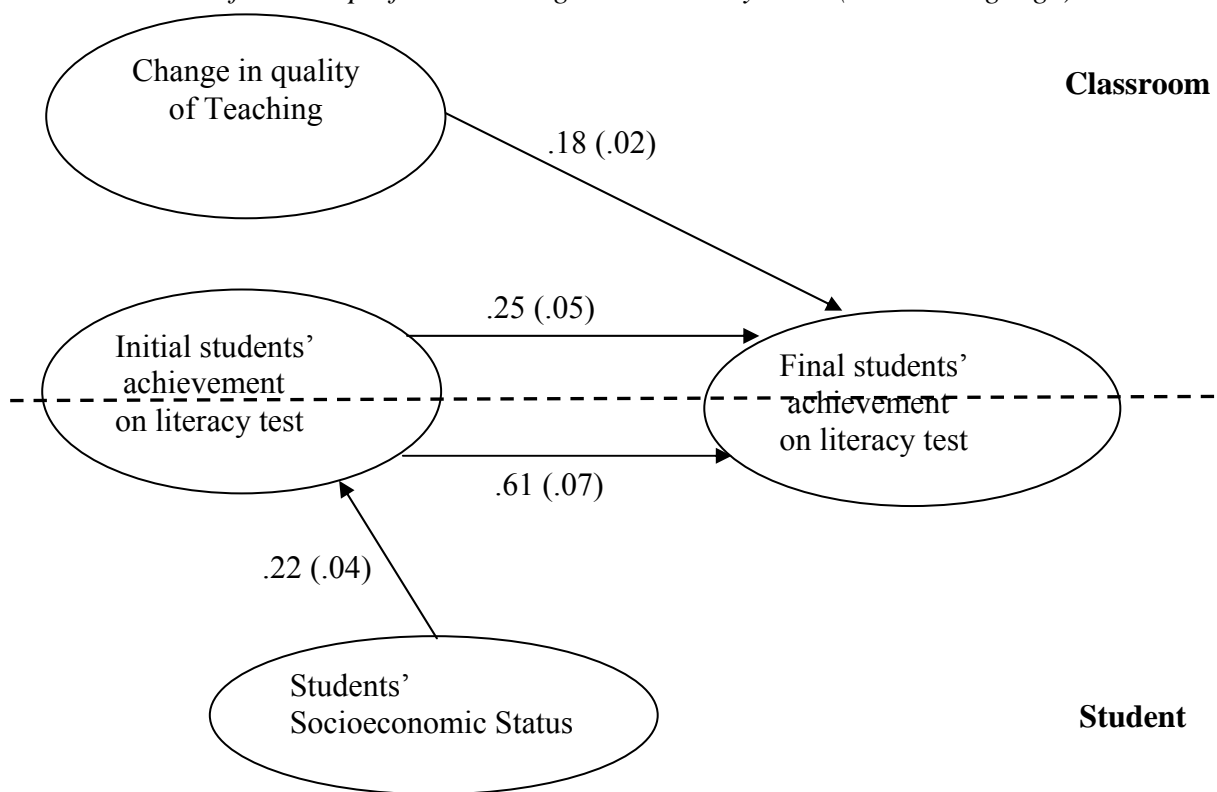 Change in quality
of Teaching
Classroom
.18 (.02)
.25 (.05)
Initial students’
achievement
on literacy test
Final students’
achievement
on literacy test
.61 (.07)
.22 (.04)
Students’
Socioeconomic Status
Student